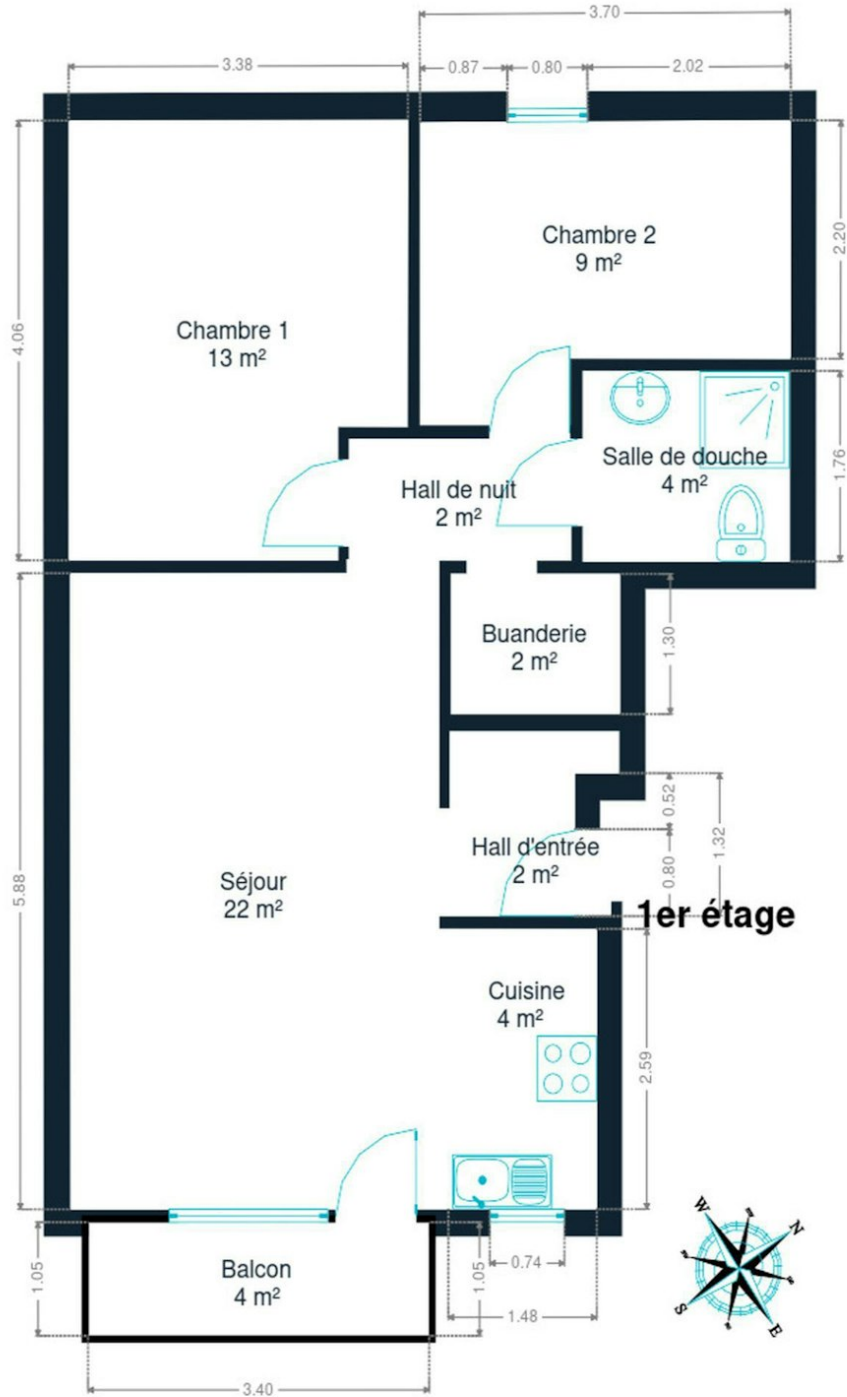 3.70
3.38
0.87
0.80
2.02
Chambre 2
9 m²
2.20
Chambre 1
13 m²
4.06
Salle de douche
4 m²
1.76
Hall de nuit
2 m²
Buanderie
2 m²
1.30
0.52
Hall d'entrée
2 m²
0.80
1.32
Séjour
22 m²
5.88
1er étage
Cuisine
4 m²
2.59
W
N
S
E
Balcon
4 m²
1.05
1.05
0.74
1.48
3.40